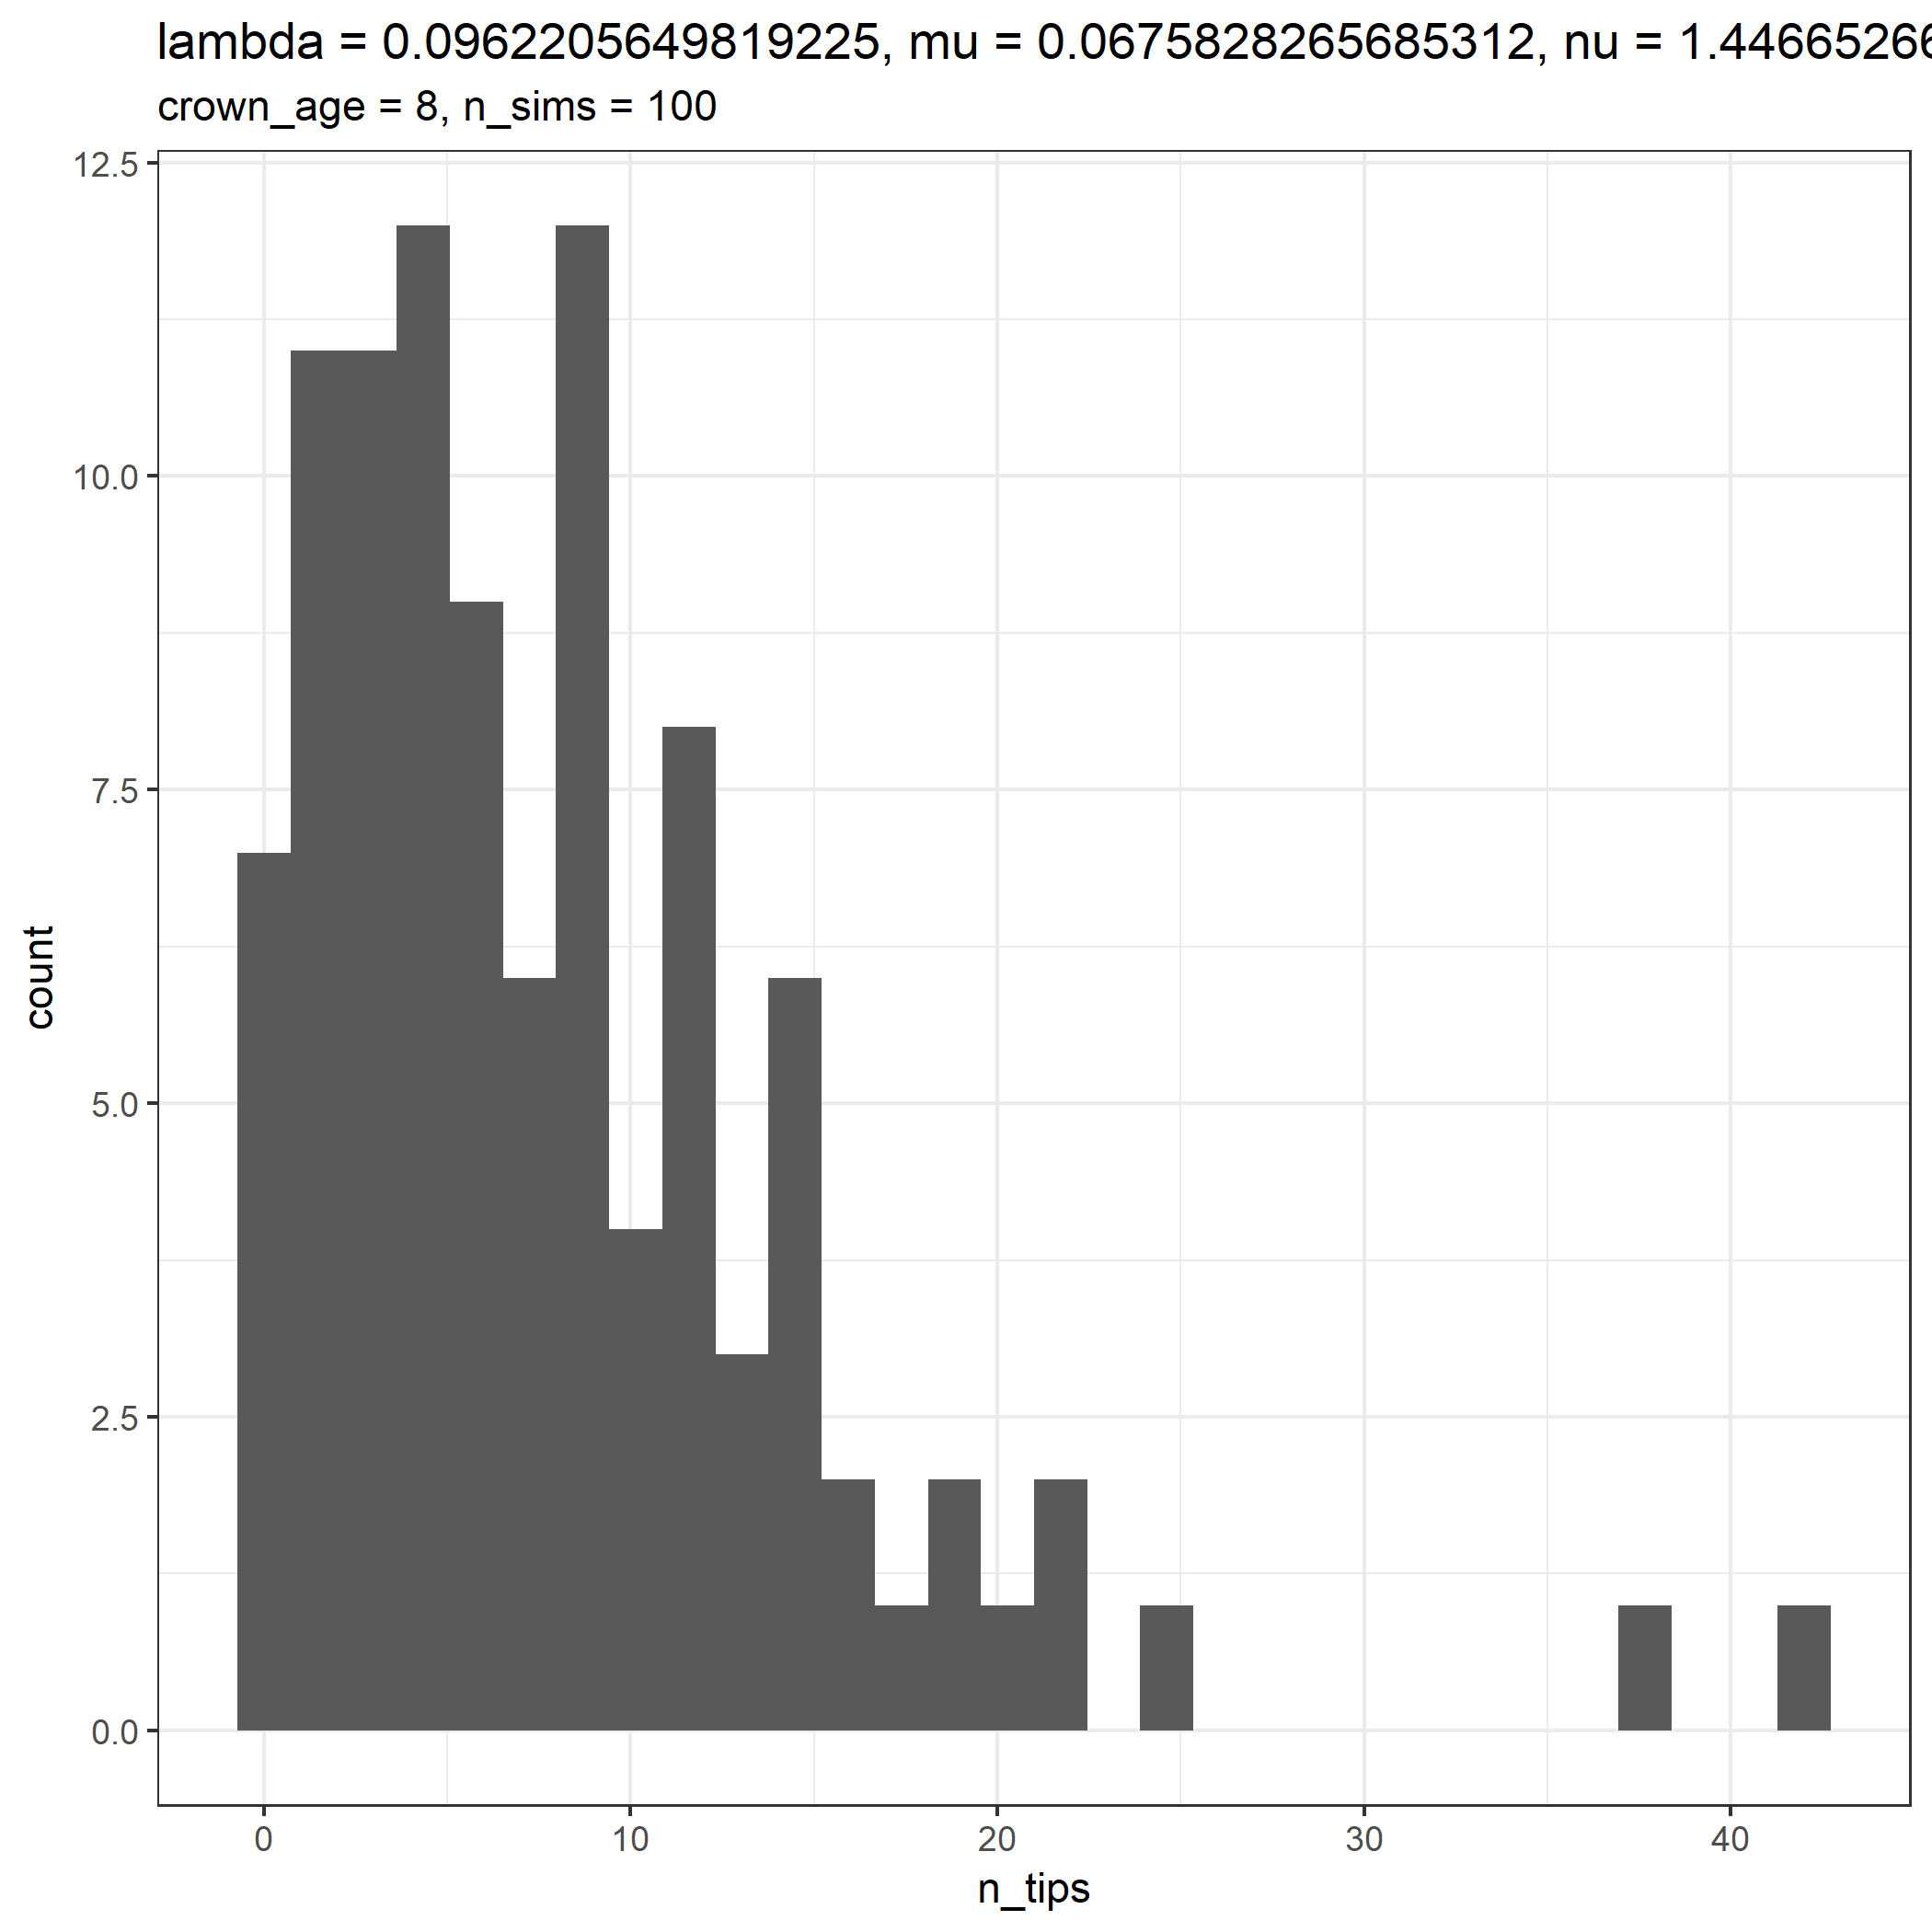 lambda = 0.0962205649819225, mu = 0.0675828265685312, nu = 1.4466526
crown_age = 8, n_sims = 100
12.5
10.0
7.5
5.0
2.5
0.0
count
0 10 20 30 40
n_tips